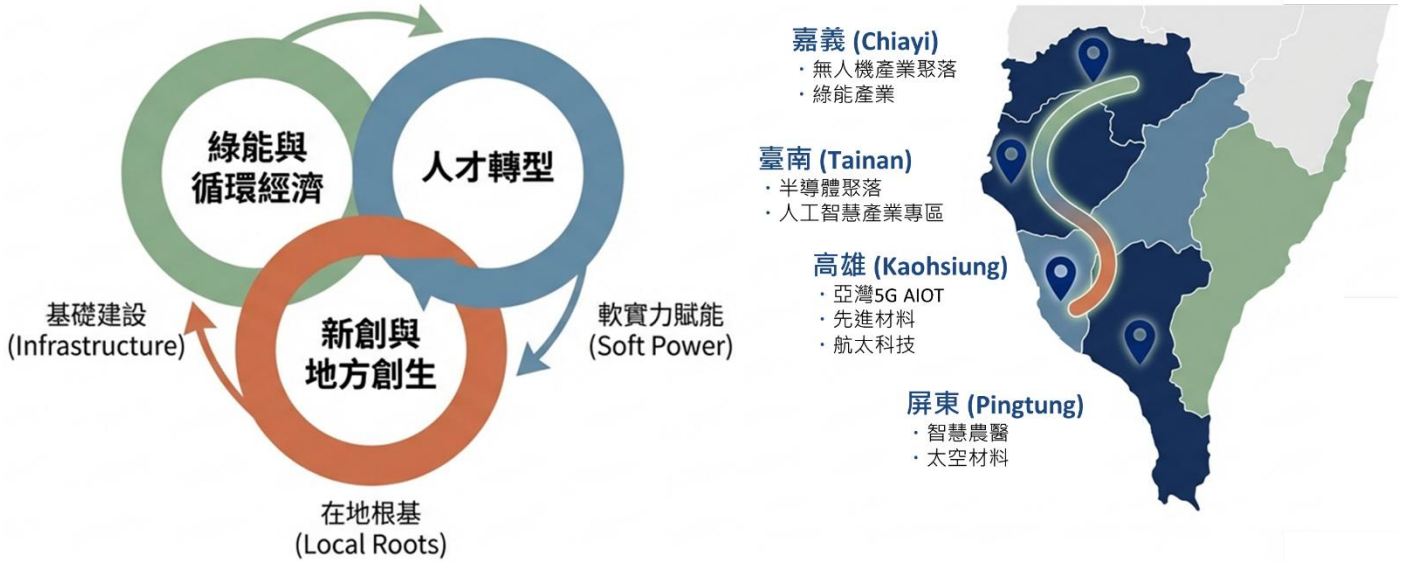 綠能與
循環經濟
人才轉型
新創與
地方創生
基礎建設
(Infrastructure)
軟實力賦能
(Soft Power)
在地根基
(Local Roots)
嘉義 (Chiayi)
・無人機產業聚落
・綠能產業
臺南 (Tainan)
・半導體聚落
・人工智慧產業專區
高雄 (Kaohsiung)
・亞灣5G AIOT
・先進材料
・航太科技
屏東 (Pingtung)
・智慧農醫
・太空材料